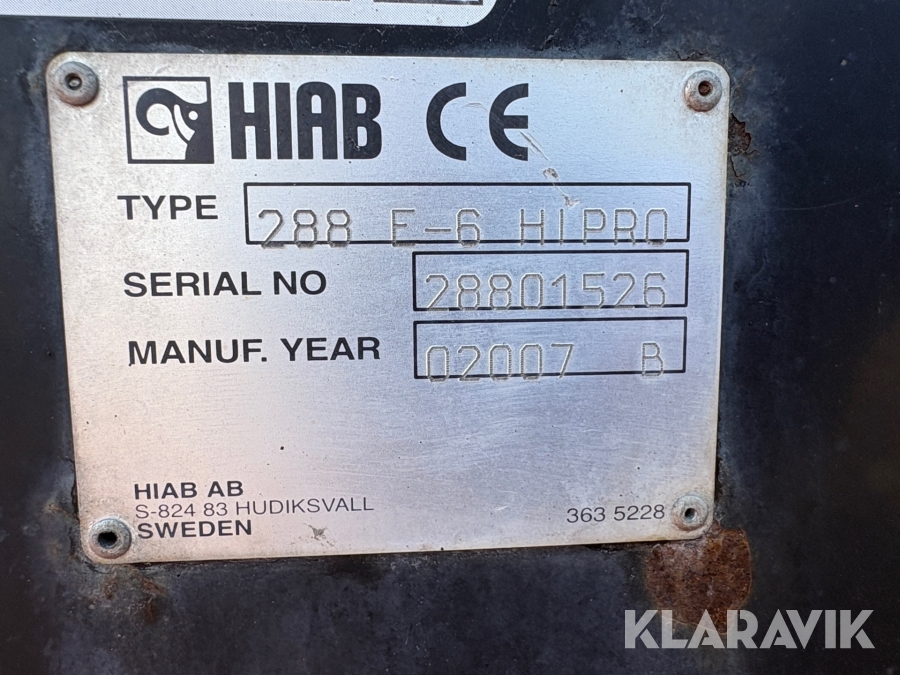 HIAB CE
TYPE 288 E-6 HIPRO
SERIAL NO 28801526
MANUF. YEAR 02007 B
HIAB AB
S-824 83 HUDIKSVALL
SWEDEN
363 5228
KLARAVIK